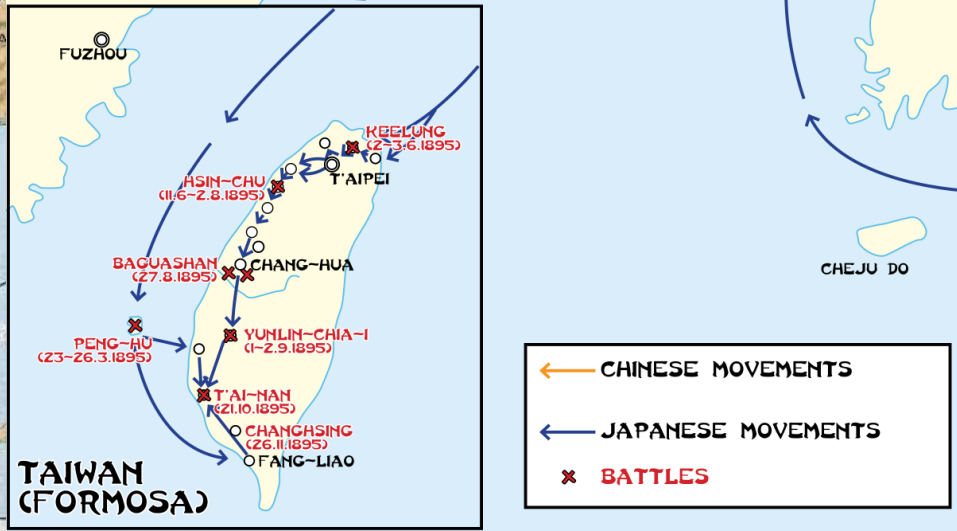 FUZHOU
KEELUNG
(2~3.6.1895)
T'AIPEI
HSIN~CHU
(11.6~2.8.1895)
BAGUASHAN
(27.8.1895)
CHANG~HUA
PENG~HU
(23~26.3.1895)
YUNLIN~CHIA~I
(1~2.9.1895)
T'AI~NAN
(21.10.1895)
CHANGHSING
(26.11.1895)
FANG~LIAO
TAIWAN
(FORMOSA)
CHEJU DO
CHINESE MOVEMENTS
JAPANESE MOVEMENTS
BATTLES